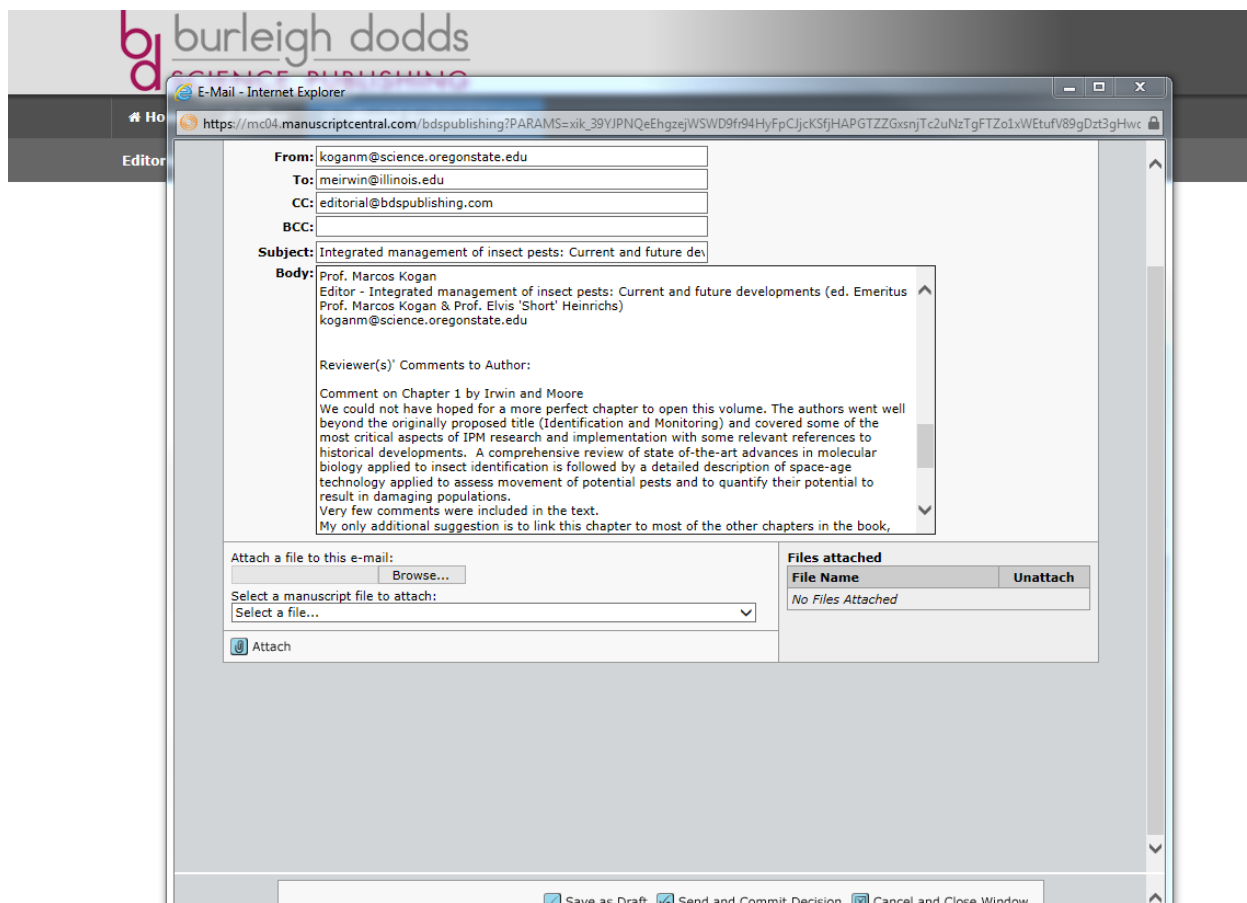 burleigh dodds
SCIENCE PUBLISHING
E-Mail - Internet Explorer
Ho
https://mc04.manuscriptcentral.com/bdspublishing?PARAMS=xik_39YJPNQeEhgzejWSWD9fr94HyFpCJjcKSfjHAPGTZZGxsnjTc2uNzTgFTZo1xWEtufV89gDzt3gHwc
Editor
From: koganm@science.oregonstate.edu
To: meirwin@illinois.edu
CC: editorial@bdspublishing.com
BCC:
Subject: Integrated management of insect pests: Current and future dev
Body: Prof. Marcos Kogan
Editor - Integrated management of insect pests: Current and future developments (ed. Emeritus
Prof. Marcos Kogan & Prof. Elvis 'Short' Heinrichs)
koganm@science.oregonstate.edu
Reviewer(s)' Comments to Author:
Comment on Chapter 1 by Irwin and Moore
We could not have hoped for a more perfect chapter to open this volume. The authors went well
beyond the originally proposed title (Identification and Monitoring) and covered some of the
most critical aspects of IPM research and implementation with some relevant references to
historical developments.  A comprehensive review of state of-the-art advances in molecular
biology applied to insect identification is followed by a detailed description of space-age
technology applied to assess movement of potential pests and to quantify their potential to
result in damaging populations.
Very few comments were included in the text.
My only additional suggestion is to link this chapter to most of the other chapters in the book,
Attach a file to this e-mail:
Browse...
Select a manuscript file to attach:
Select a file...
Attach
Files attached
File Name Unattach
No Files Attached
Save as Draft Send and Commit Decision Cancel and Close Window